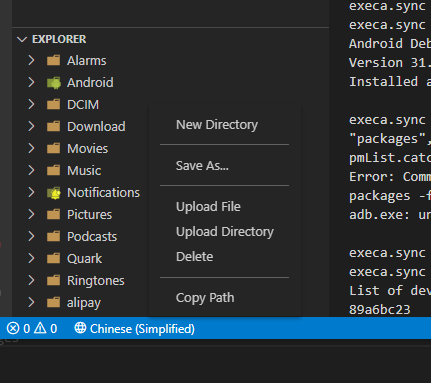 EXPLORER
Alarms
Android
DCIM
Download
Movies
Music
Notifications
Pictures
Podcasts
Quark
Ringtones
alipay
New Directory
Save As...
Upload File
Upload Directory
Delete
Copy Path
execa.sync
execa.sync
Android Deb
Version 31.
Installed a
execa.sync
"packages",
pmList.catc
Error: Comm
packages -f
adb.exe: un
execa.sync
execa.sync
List of dev
89a6bc23
0 0 Chinese (Simplified)